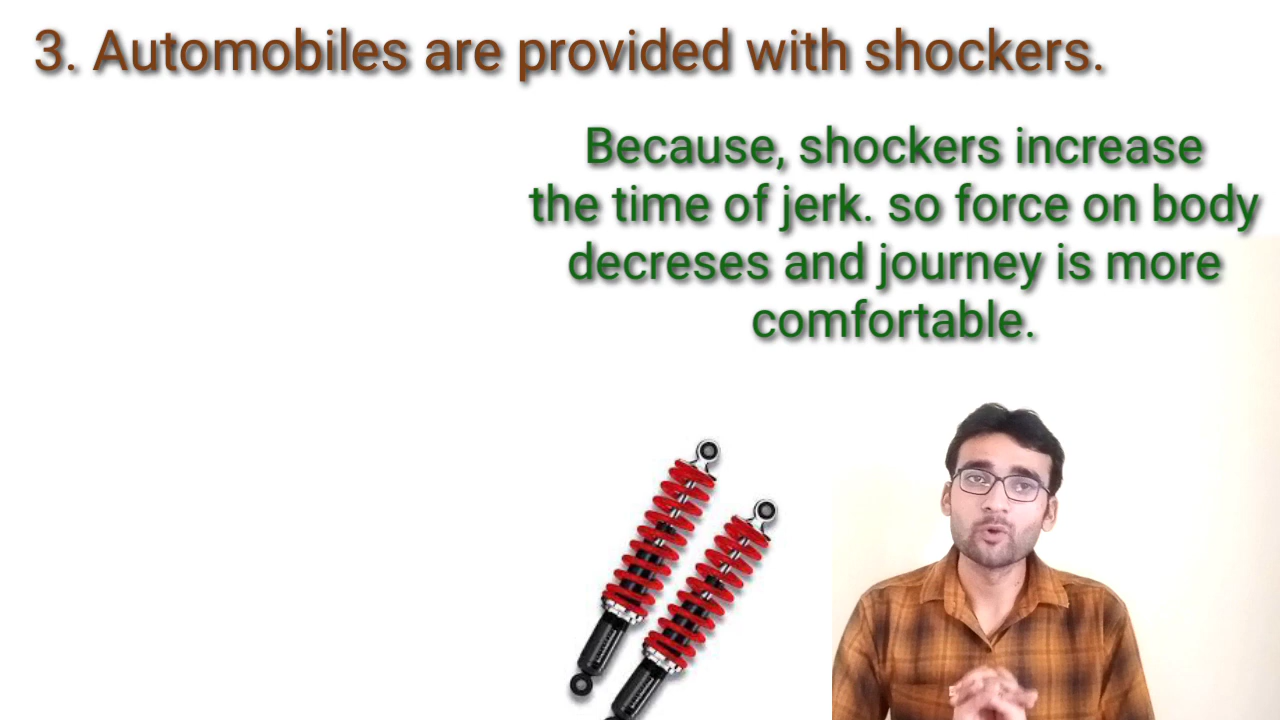 3. Automobiles are provided with shockers.
Because, shockers increase
the time of jerk. so force on body
decreses and journey is more
comfortable.